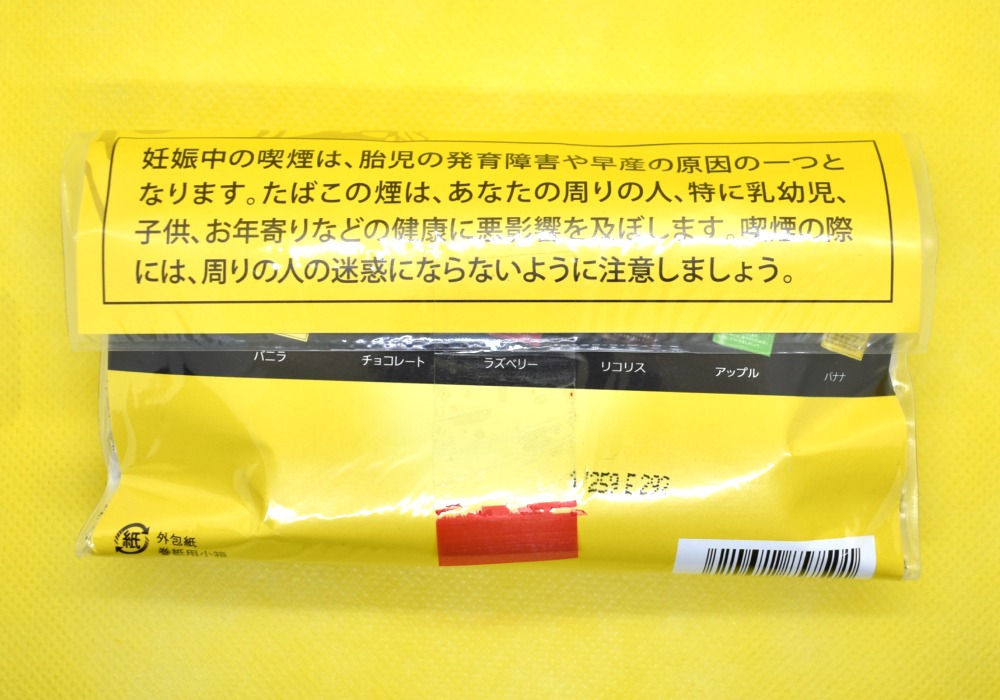 妊娠中の喫煙は、胎児の発育障害や早産の原因の一つと
なります。たばこの煙は、あなたの周りの人、特に乳幼児、
子供、お年寄りなどの健康に悪影響を及ぼします。喫煙の際
には、周りの人の迷惑にならないように注意しましょう。
バニラ チョコレート ラズベリー リコリス アップル バナナ
紙 外包紙
巻紙用小箱